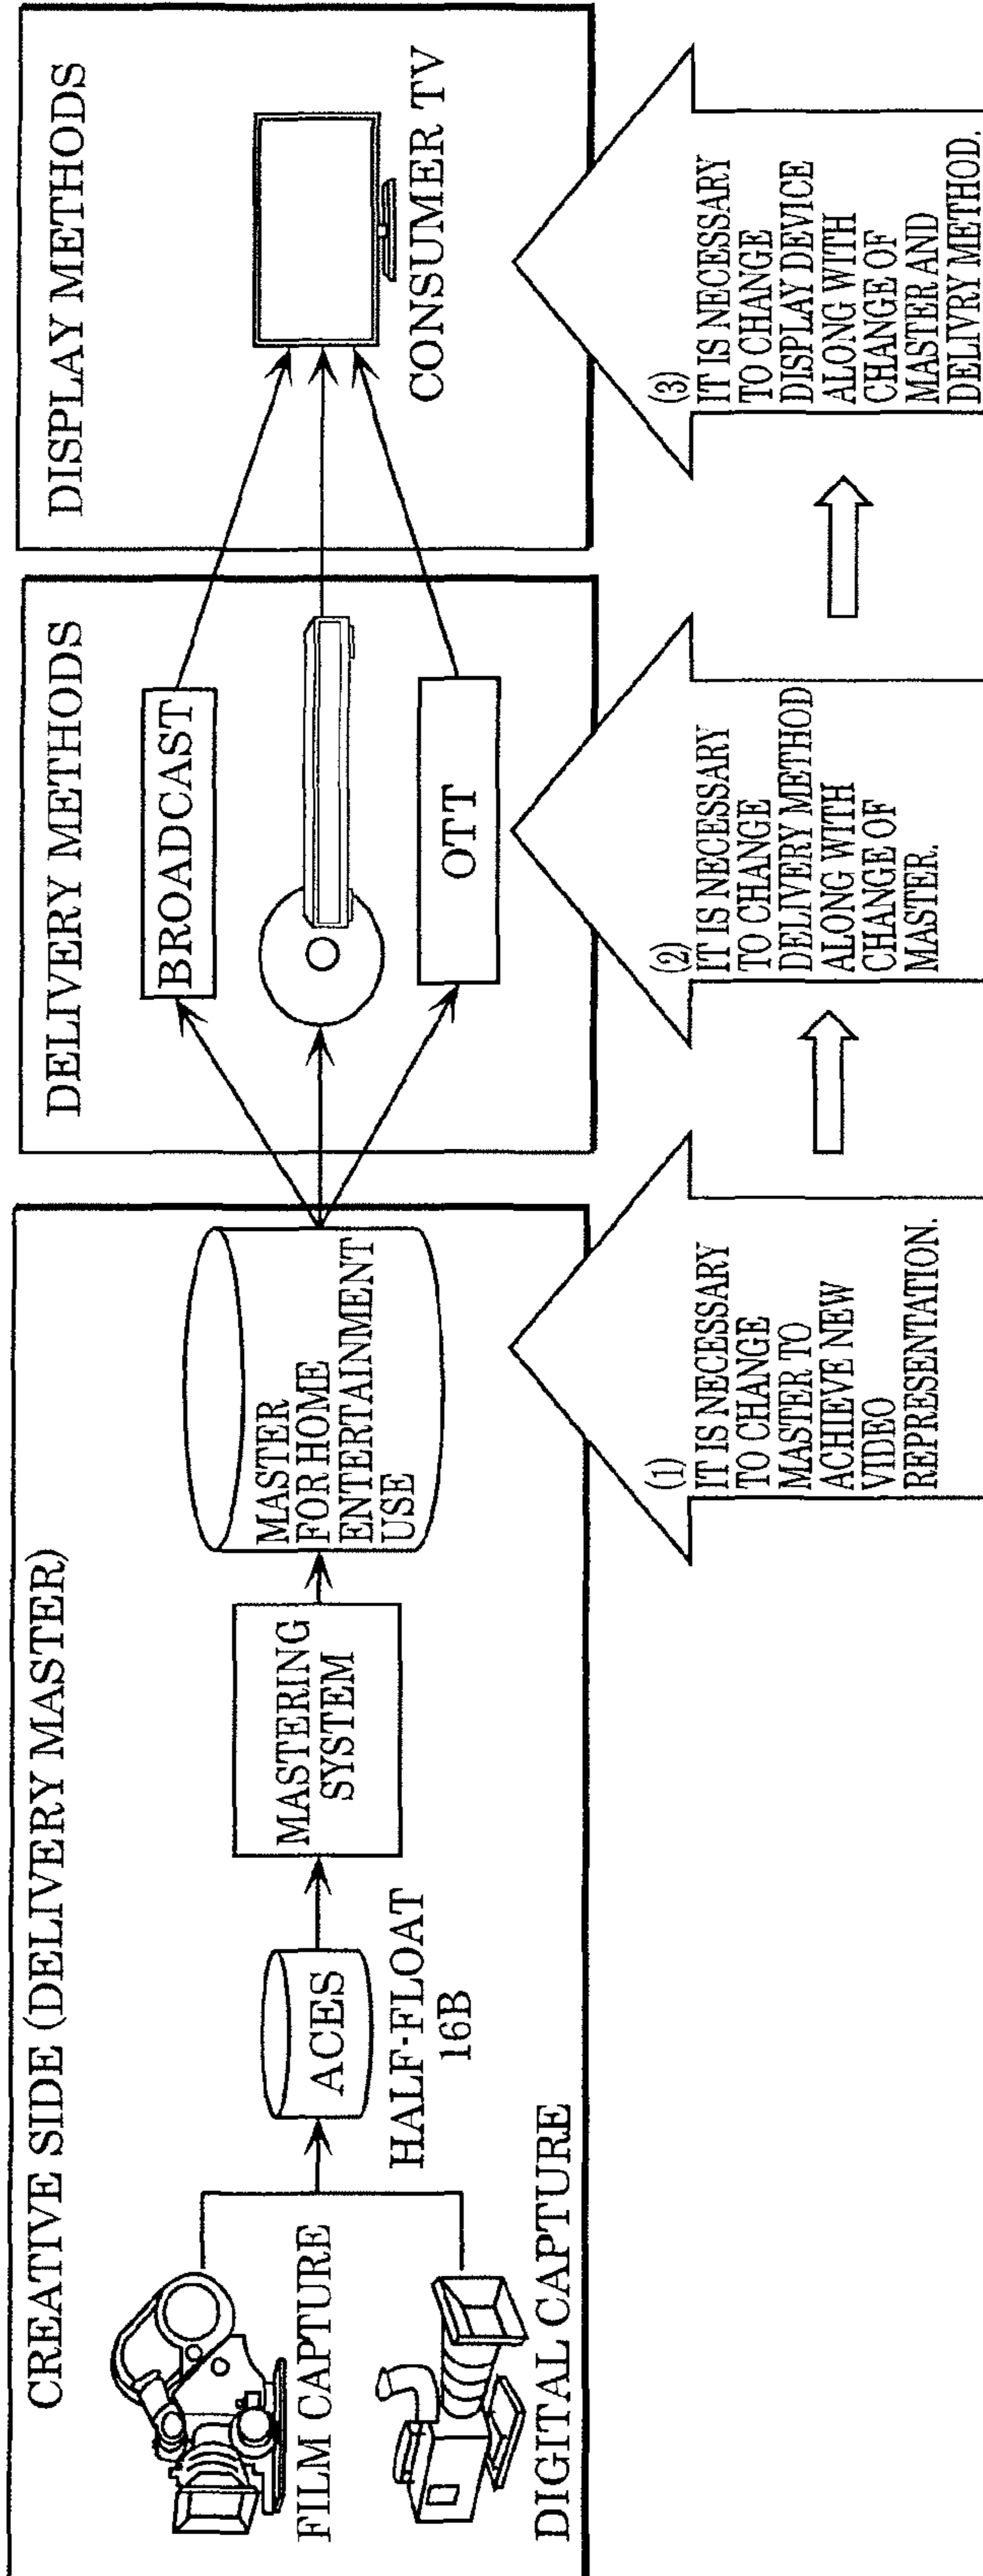 CREATIVE SIDE (DELIVERY MASTER)
FILM CAPTURE
DIGITAL CAPTURE
ACES
HALF-FLOAT
16B
MASTERING
SYSTEM
MASTER
FOR HOME
ENTERTAINMENT
USE
DELIVERY METHODS
BROADCAST
OTT
DISPLAY METHODS
CONSUMER TV
(1)
IT IS NECESSARY
TO CHANGE
MASTER TO
ACHIEVE NEW
VIDEO
REPRESENTATION.
(2)
IT IS NECESSARY
TO CHANGE
DELIVERY METHOD
ALONG WITH
CHANGE OF
MASTER.
(3)
IT IS NECESSARY
TO CHANGE
DISPLAY DEVICE
ALONG WITH
CHANGE OF
MASTER AND
DELIVRY METHOD.